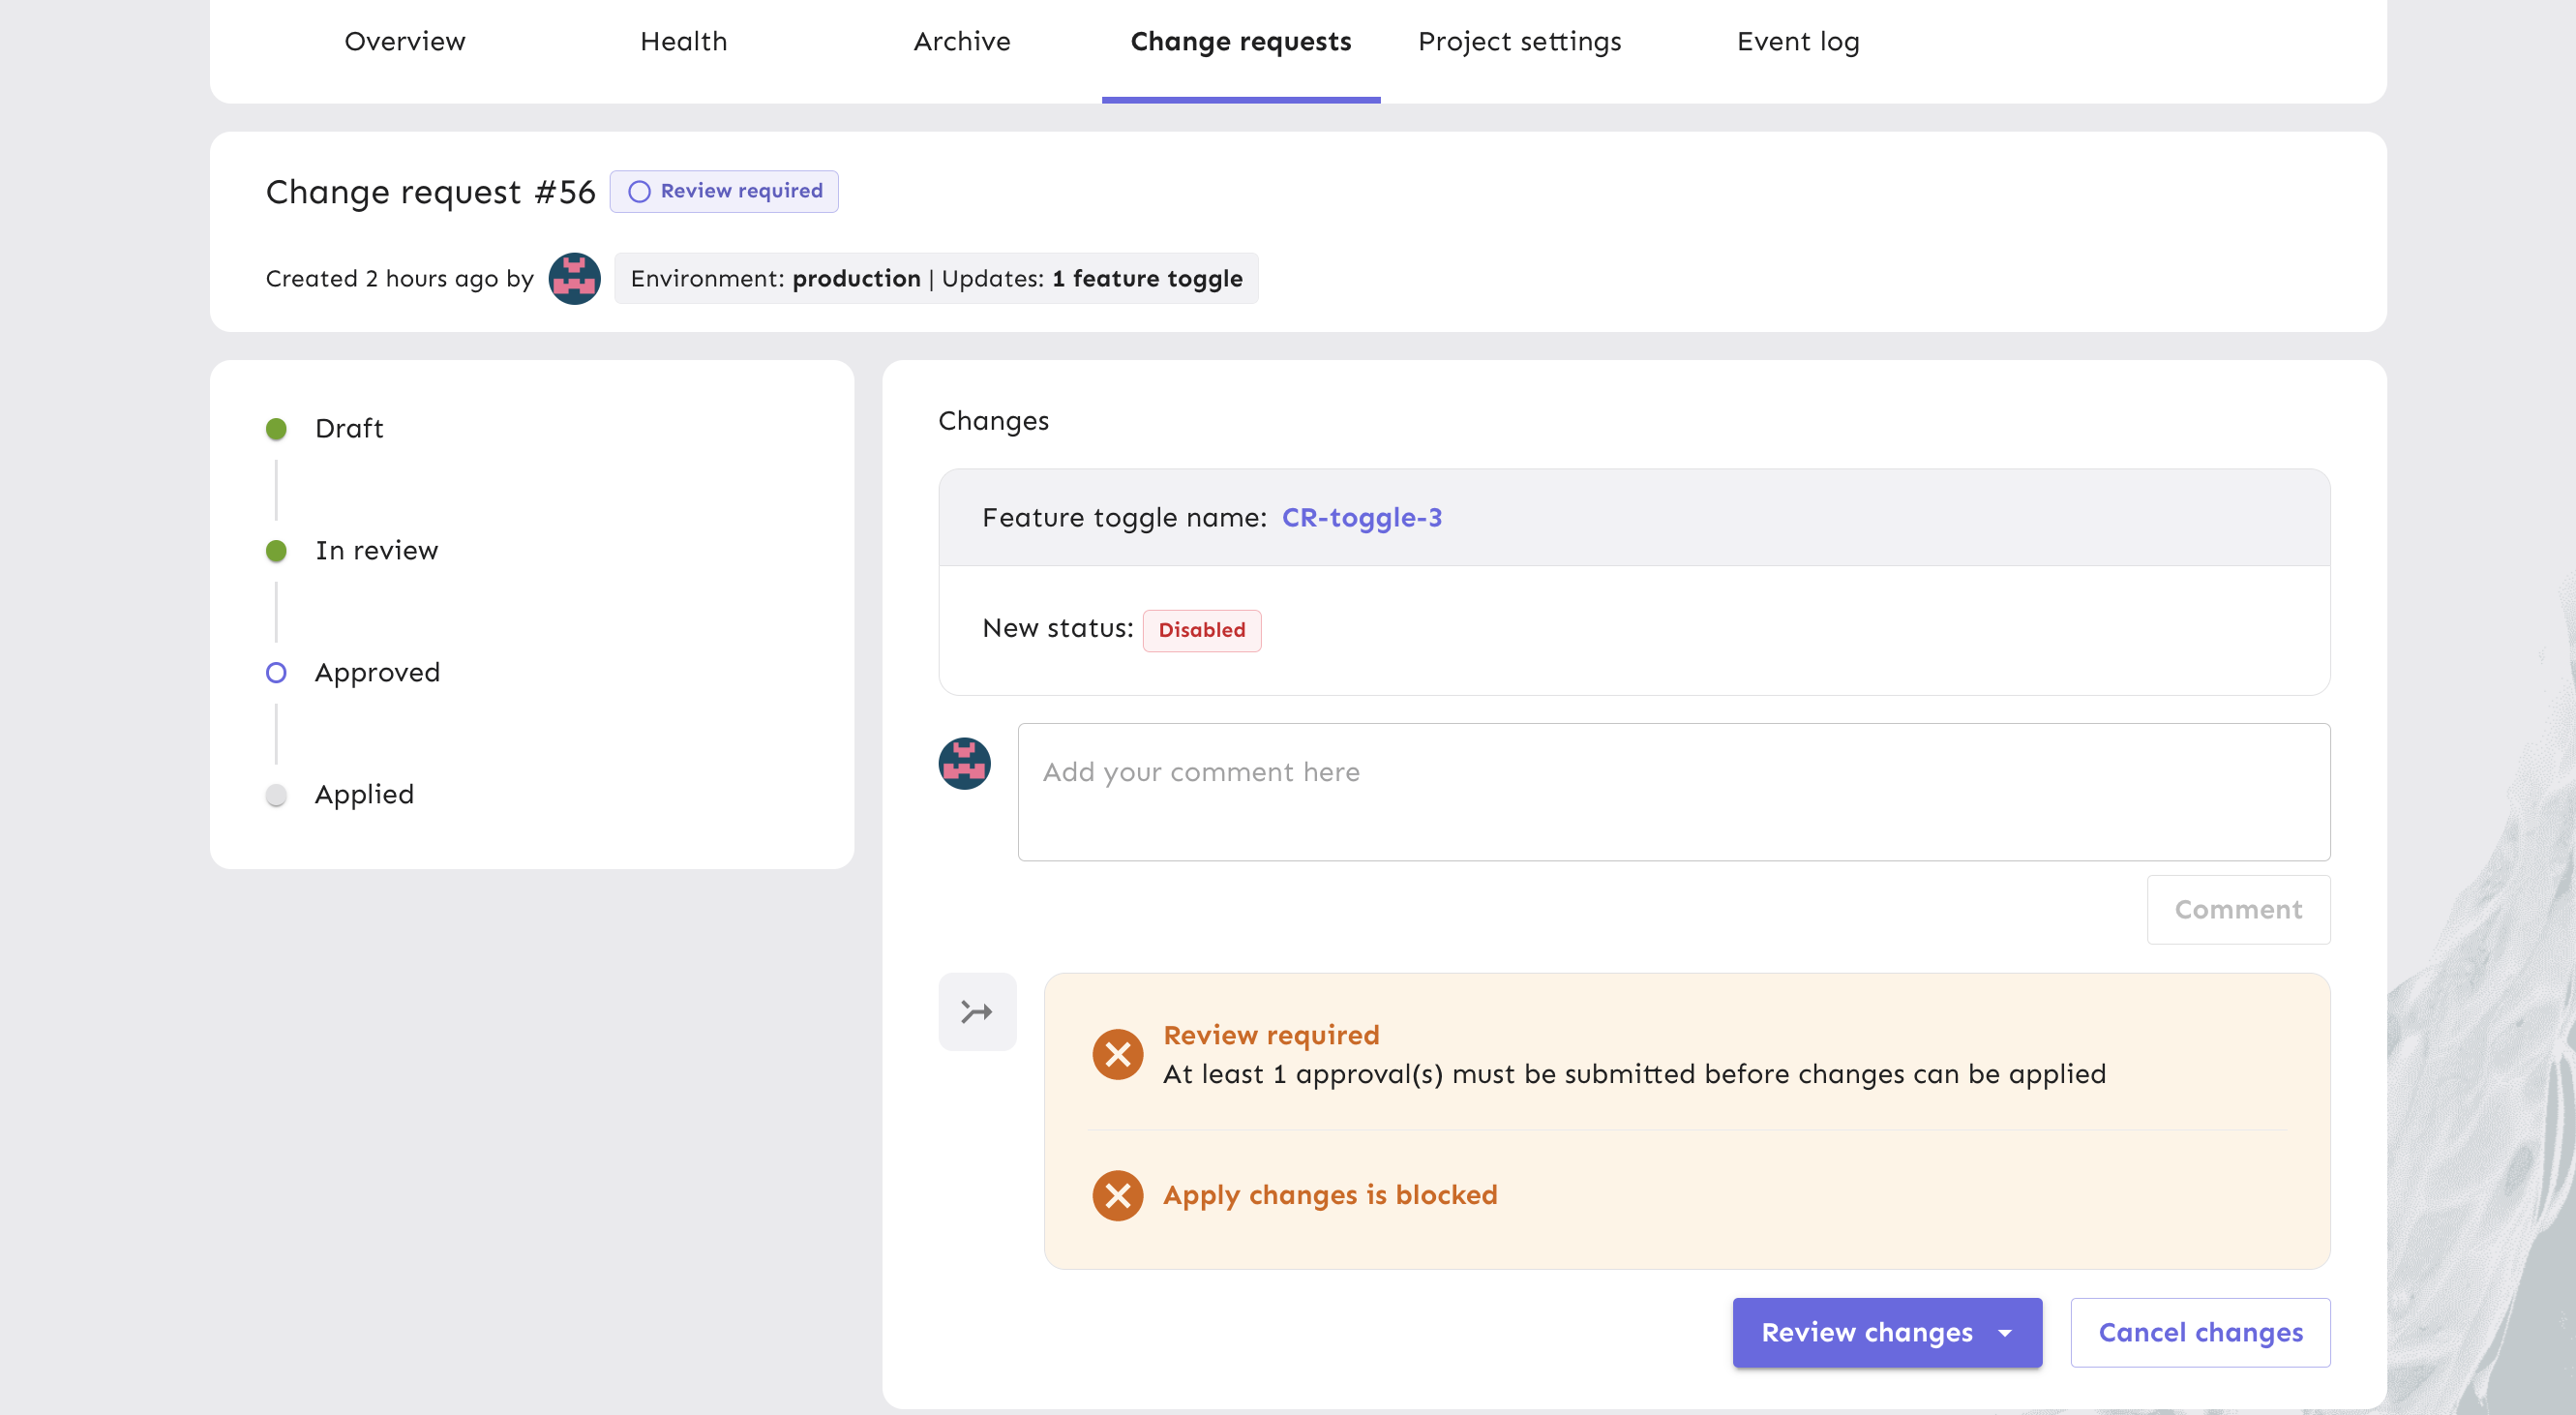 Overview Health Archive Change requests Project settings Event log
Change request #56 Review required
Created 2 hours ago by Environment: production | Updates: 1 feature toggle
Draft
In review
Approved
Applied
Changes
Feature toggle name: CR-toggle-3
New status: Disabled
Add your comment here
Comment
Review required
At least 1 approval(s) must be submitted before changes can be applied
Apply changes is blocked
Review changes Cancel changes